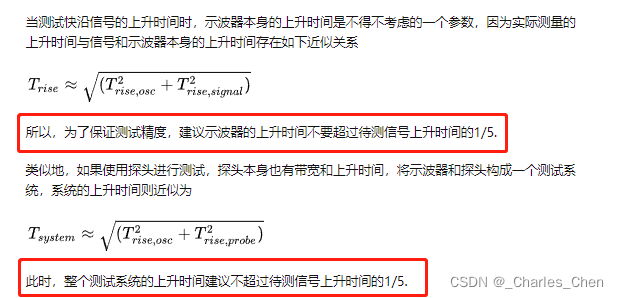 当测试快沿信号的上升时间时，示波器本身的上升时间是不得不考虑的一个参数，因为实际测量的
上升时间与信号和示波器本身的上升时间存在如下近似关系
T_{rise} ≈ \sqrt{(T_{rise,osc}^2 + T_{rise,signal}^2)}
所以，为了保证测试精度，建议示波器的上升时间不要超过待测信号上升时间的1/5.
类似地，如果使用探头进行测试，探头本身也有带宽和上升时间，将示波器和探头构成一个测试系
统，系统的上升时间则近似为
T_{system} ≈ \sqrt{(T_{rise,osc}^2 + T_{rise,probe}^2)}
此时，整个测试系统的上升时间建议不超过待测信号上升时间的1/5.
CSDN @_Charles_Chen